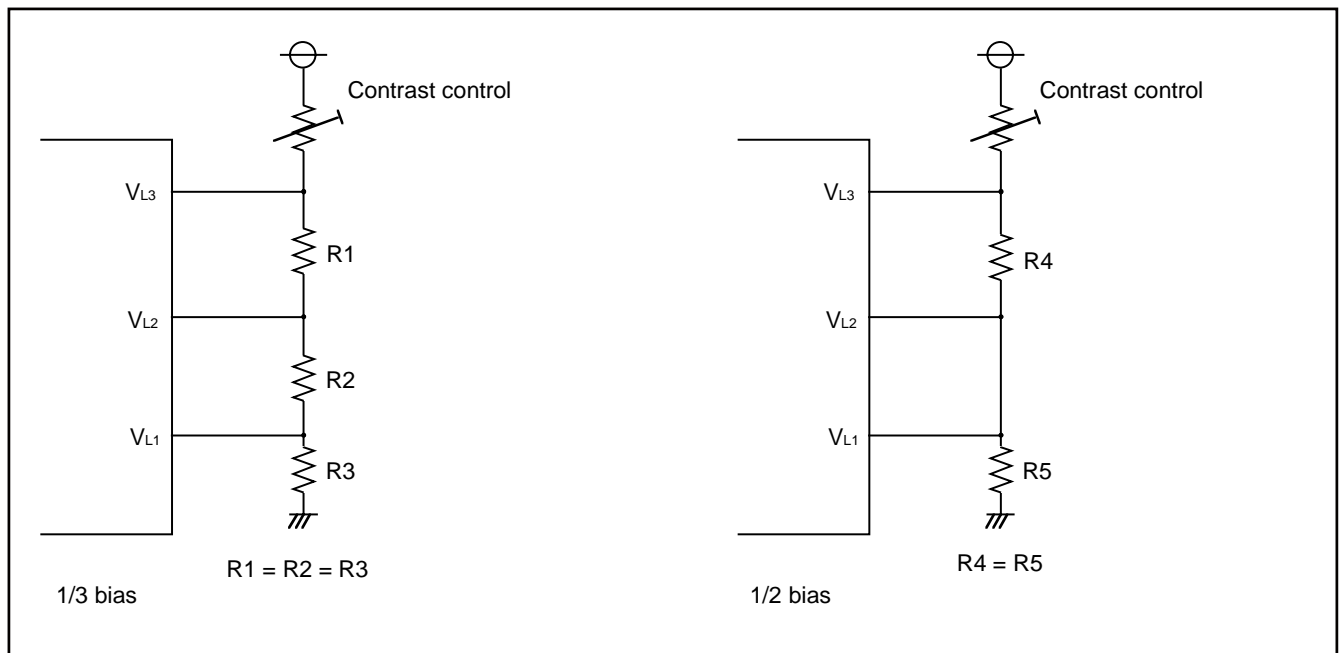 Contrast control
VL3
R1
VL2
R2
VL1
R3
R1 = R2 = R3
1/3 bias
Contrast control
VL3
R4
VL2
VL1
R5
R4 = R5
1/2 bias